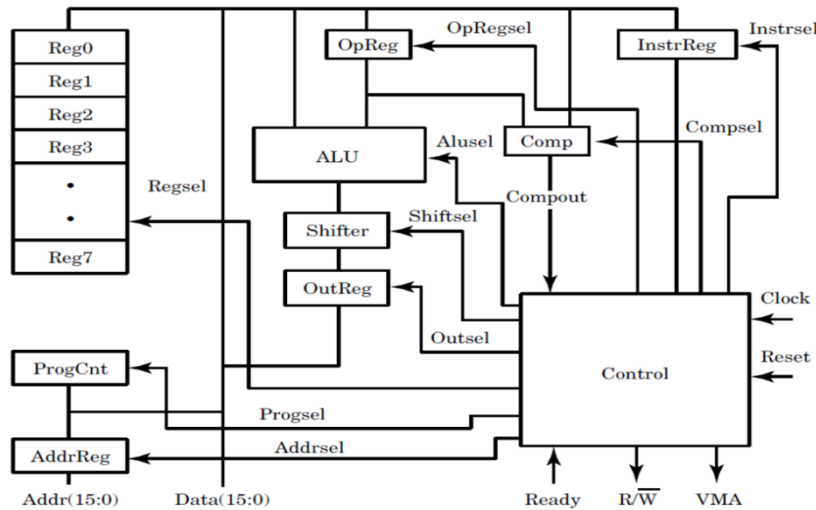 OpRegsel
Instrsel
Reg0
OpReg
InstrReg
Reg1
Reg2
Reg3
ALU
Alusel
Comp
Compsel
Regsel
Compout
Shiftsel
Shifter
Reg7
OutReg
Clock
Outsel
Reset
ProgCnt
Control
Progsel
AddrReg
Addrsel
Addr(15:0)
Data(15:0)
Ready
R/W̅
VMA